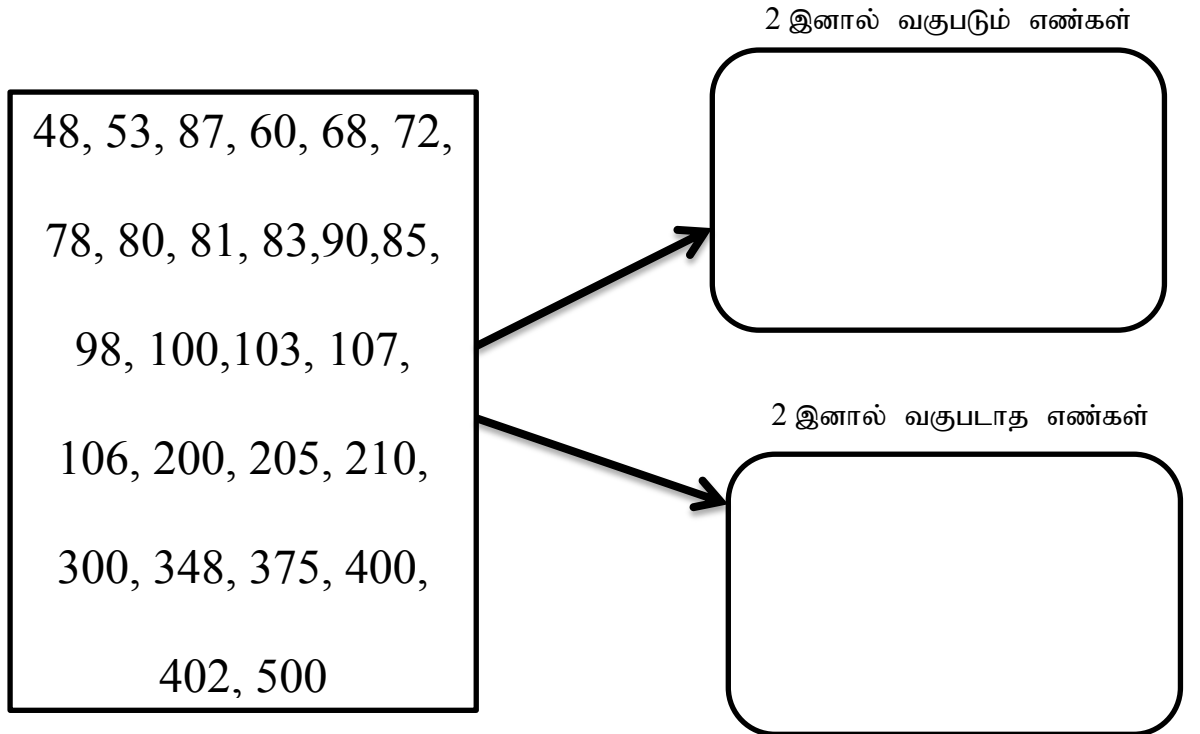 2 இனால் வகுபடும் எண்கள்
48, 53, 87, 60, 68, 72,
78, 80, 81, 83,90,85,
98, 100,103, 107,
106, 200, 205, 210,
300, 348, 375, 400,
402, 500
2 இனால் வகுபடாத எண்கள்